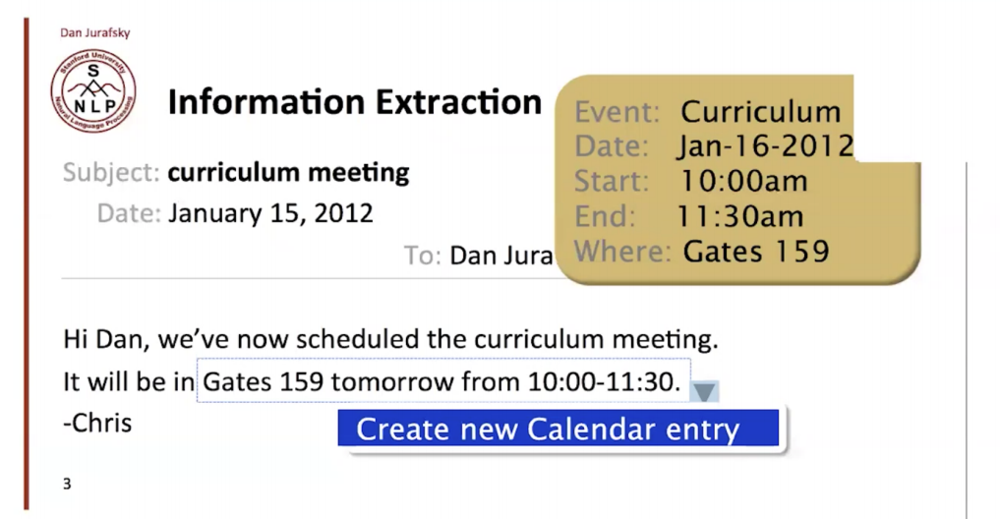 Dan Jurafsky
Stanford University
S
NLP
Natural Language Processing
Information Extraction
Subject: curriculum meeting
Date: January 15, 2012
To: Dan Jura
Event: Curriculum
Date: Jan-16-2012
Start: 10:00am
End: 11:30am
Where: Gates 159
Hi Dan, we’ve now scheduled the curriculum meeting.
It will be in Gates 159 tomorrow from 10:00-11:30.
-Chris
Create new Calendar entry
3